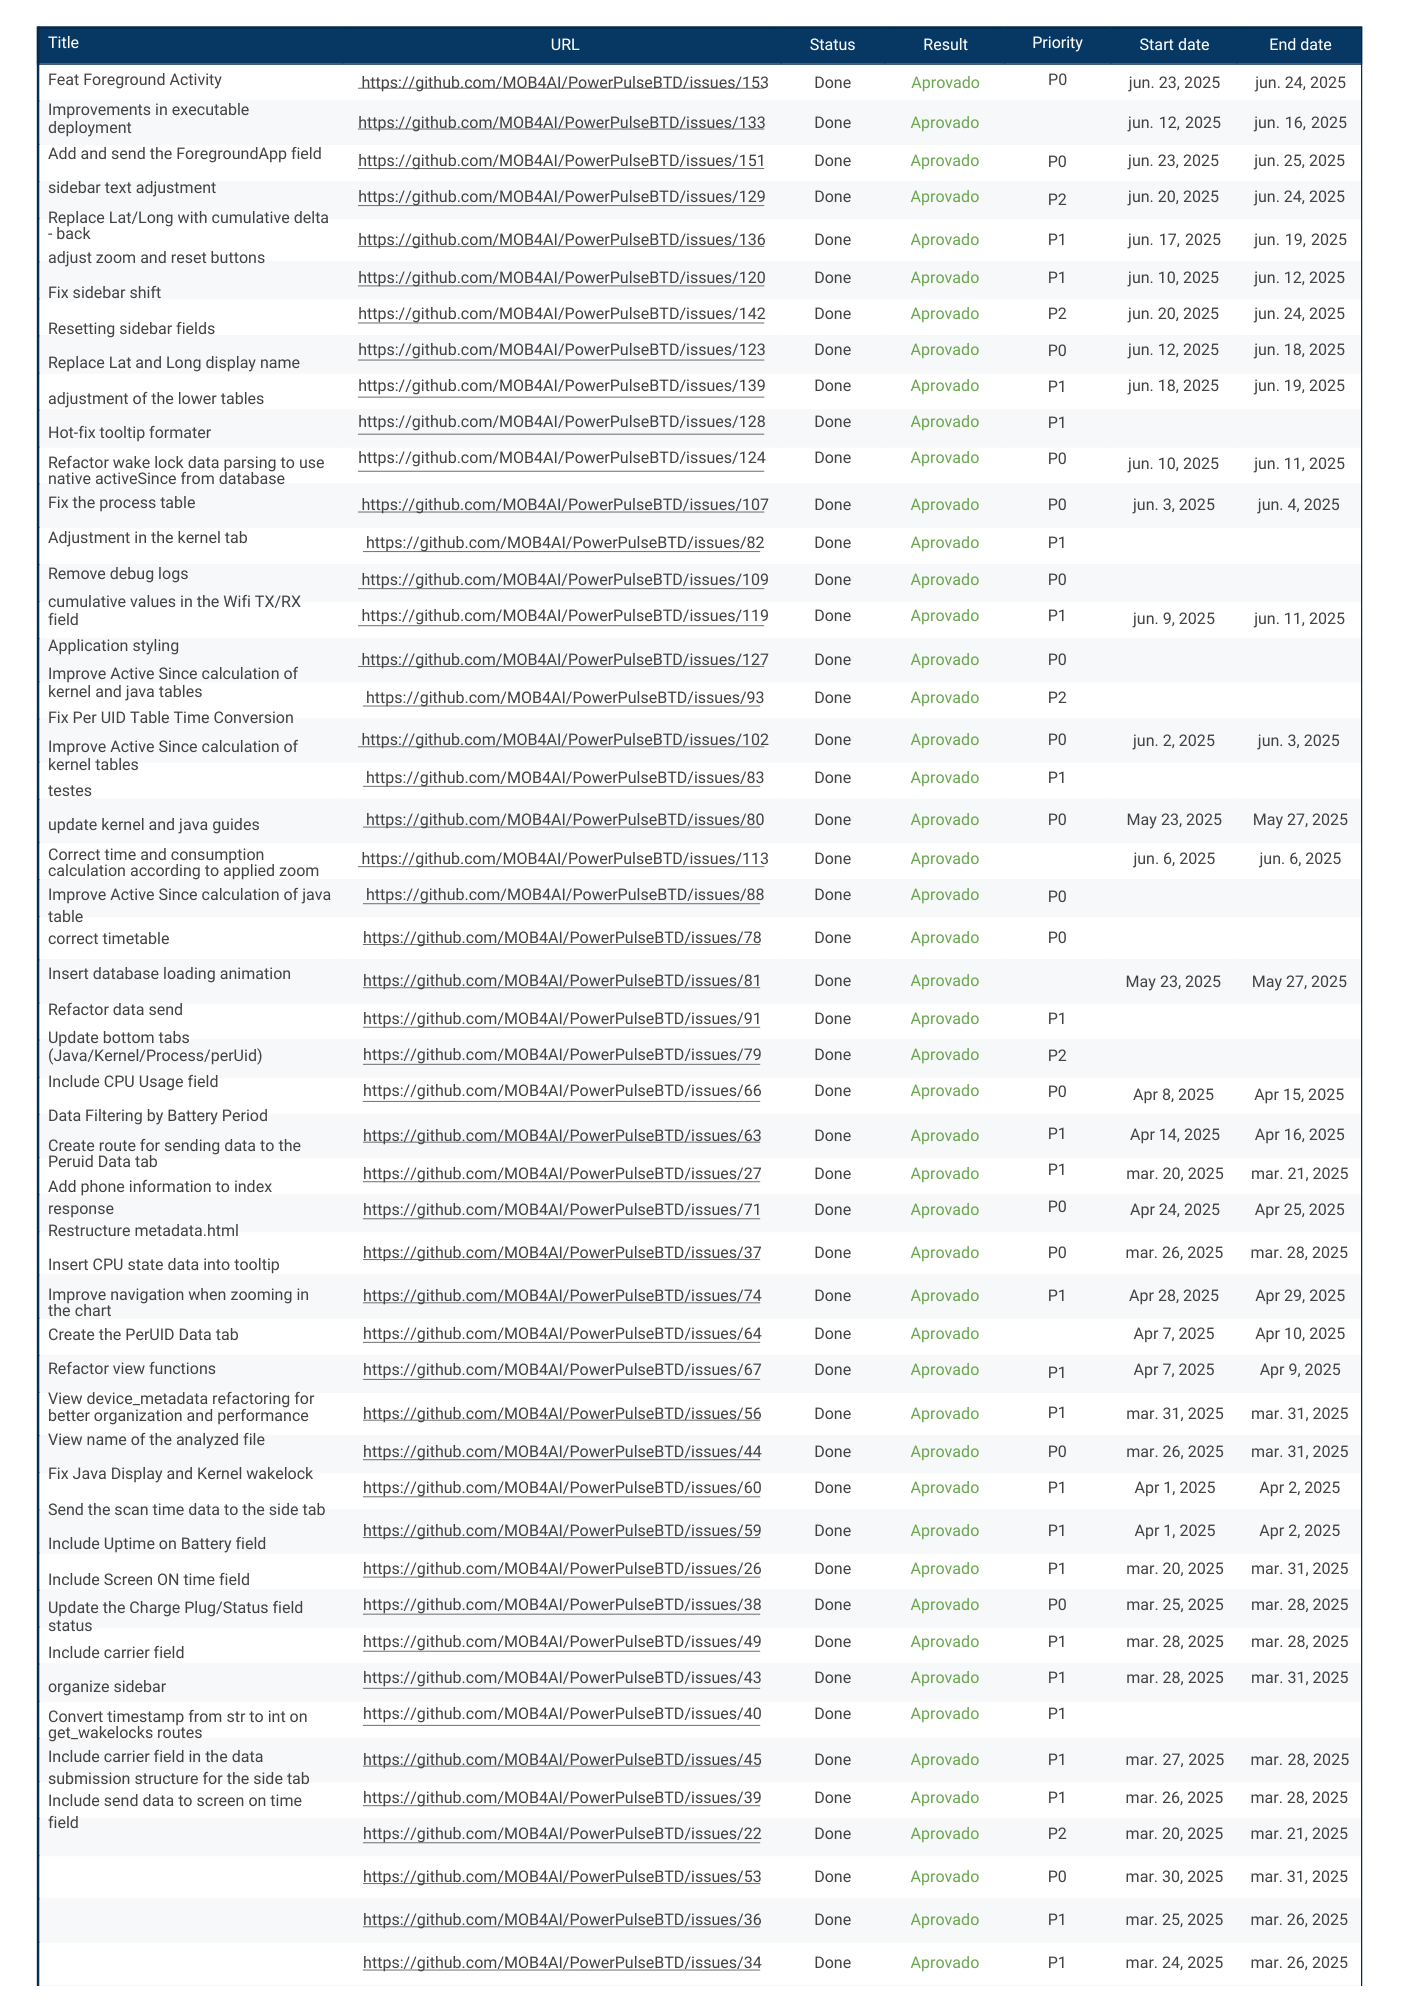 Title URL Status Result Priority Start date End date
Feat Foreground Activity https://github.com/MOB4AI/PowerPulseBTD/issues/153 Done Aprovado P0 jun. 23, 2025 jun. 24, 2025
Improvements in executable
deployment https://github.com/MOB4AI/PowerPulseBTD/issues/133 Done Aprovado jun. 12, 2025 jun. 16, 2025
Add and send the ForegroundApp field https://github.com/MOB4AI/PowerPulseBTD/issues/151 Done Aprovado P0 jun. 23, 2025 jun. 25, 2025
sidebar text adjustment https://github.com/MOB4AI/PowerPulseBTD/issues/129 Done Aprovado P2 jun. 20, 2025 jun. 24, 2025
Replace Lat/Long with cumulative delta
- back https://github.com/MOB4AI/PowerPulseBTD/issues/136 Done Aprovado P1 jun. 17, 2025 jun. 19, 2025
adjust zoom and reset buttons
https://github.com/MOB4AI/PowerPulseBTD/issues/120 Done Aprovado P1 jun. 10, 2025 jun. 12, 2025
Fix sidebar shift
https://github.com/MOB4AI/PowerPulseBTD/issues/142 Done Aprovado P2 jun. 20, 2025 jun. 24, 2025
Resetting sidebar fields
https://github.com/MOB4AI/PowerPulseBTD/issues/123 Done Aprovado P0 jun. 12, 2025 jun. 18, 2025
Replace Lat and Long display name
https://github.com/MOB4AI/PowerPulseBTD/issues/139 Done Aprovado P1 jun. 18, 2025 jun. 19, 2025
adjustment of the lower tables
https://github.com/MOB4AI/PowerPulseBTD/issues/128 Done Aprovado P1
Hot-fix tooltip formater
https://github.com/MOB4AI/PowerPulseBTD/issues/124 Done Aprovado P0 jun. 10, 2025 jun. 11, 2025
Refactor wake lock data parsing to use
native activeSince from database
Fix the process table https://github.com/MOB4AI/PowerPulseBTD/issues/107 Done Aprovado P0 jun. 3, 2025 jun. 4, 2025
Adjustment in the kernel tab https://github.com/MOB4AI/PowerPulseBTD/issues/82 Done Aprovado P1
Remove debug logs https://github.com/MOB4AI/PowerPulseBTD/issues/109 Done Aprovado P0
cumulative values in the Wifi TX/RX
field https://github.com/MOB4AI/PowerPulseBTD/issues/119 Done Aprovado P1 jun. 9, 2025 jun. 11, 2025
Application styling
https://github.com/MOB4AI/PowerPulseBTD/issues/127 Done Aprovado P0
Improve Active Since calculation of
kernel and java tables https://github.com/MOB4AI/PowerPulseBTD/issues/93 Done Aprovado P2
Fix Per UID Table Time Conversion
https://github.com/MOB4AI/PowerPulseBTD/issues/102 Done Aprovado P0 jun. 2, 2025 jun. 3, 2025
Improve Active Since calculation of
kernel tables
https://github.com/MOB4AI/PowerPulseBTD/issues/83 Done Aprovado P1
testes
update kernel and java guides https://github.com/MOB4AI/PowerPulseBTD/issues/80 Done Aprovado P0 May 23, 2025 May 27, 2025
Correct time and consumption
calculation according to applied zoom https://github.com/MOB4AI/PowerPulseBTD/issues/113 Done Aprovado jun. 6, 2025 jun. 6, 2025
Improve Active Since calculation of java https://github.com/MOB4AI/PowerPulseBTD/issues/88 Done Aprovado P0
table
correct timetable https://github.com/MOB4AI/PowerPulseBTD/issues/78 Done Aprovado P0
Insert database loading animation https://github.com/MOB4AI/PowerPulseBTD/issues/81 Done Aprovado May 23, 2025 May 27, 2025
Refactor data send https://github.com/MOB4AI/PowerPulseBTD/issues/91 Done Aprovado P1
Update bottom tabs
(Java/Kernel/Process/perUid) https://github.com/MOB4AI/PowerPulseBTD/issues/79 Done Aprovado P2
Include CPU Usage field https://github.com/MOB4AI/PowerPulseBTD/issues/66 Done Aprovado P0 Apr 8, 2025 Apr 15, 2025
Data Filtering by Battery Period
https://github.com/MOB4AI/PowerPulseBTD/issues/63 Done Aprovado P1 Apr 14, 2025 Apr 16, 2025
Create route for sending data to the
Peruid Data tab
https://github.com/MOB4AI/PowerPulseBTD/issues/27 Done Aprovado P1 mar. 20, 2025 mar. 21, 2025
Add phone information to index
response https://github.com/MOB4AI/PowerPulseBTD/issues/71 Done Aprovado P0 Apr 24, 2025 Apr 25, 2025
Restructure metadata.html
https://github.com/MOB4AI/PowerPulseBTD/issues/37 Done Aprovado P0 mar. 26, 2025 mar. 28, 2025
Insert CPU state data into tooltip
Improve navigation when zooming in https://github.com/MOB4AI/PowerPulseBTD/issues/74 Done Aprovado P1 Apr 28, 2025 Apr 29, 2025
the chart
Create the PerUID Data tab https://github.com/MOB4AI/PowerPulseBTD/issues/64 Done Aprovado Apr 7, 2025 Apr 10, 2025
Refactor view functions https://github.com/MOB4AI/PowerPulseBTD/issues/67 Done Aprovado P1 Apr 7, 2025 Apr 9, 2025
View device_metadata refactoring for
better organization and performance https://github.com/MOB4AI/PowerPulseBTD/issues/56 Done Aprovado P1 mar. 31, 2025 mar. 31, 2025
View name of the analyzed file
https://github.com/MOB4AI/PowerPulseBTD/issues/44 Done Aprovado P0 mar. 26, 2025 mar. 31, 2025
Fix Java Display and Kernel wakelock
https://github.com/MOB4AI/PowerPulseBTD/issues/60 Done Aprovado P1 Apr 1, 2025 Apr 2, 2025
Send the scan time data to the side tab
https://github.com/MOB4AI/PowerPulseBTD/issues/59 Done Aprovado P1 Apr 1, 2025 Apr 2, 2025
Include Uptime on Battery field
https://github.com/MOB4AI/PowerPulseBTD/issues/26 Done Aprovado P1 mar. 20, 2025 mar. 31, 2025
Include Screen ON time field
Update the Charge Plug/Status field https://github.com/MOB4AI/PowerPulseBTD/issues/38 Done Aprovado P0 mar. 25, 2025 mar. 28, 2025
status
https://github.com/MOB4AI/PowerPulseBTD/issues/49 Done Aprovado P1 mar. 28, 2025 mar. 28, 2025
Include carrier field
https://github.com/MOB4AI/PowerPulseBTD/issues/43 Done Aprovado P1 mar. 28, 2025 mar. 31, 2025
organize sidebar
Convert timestamp from str to int on https://github.com/MOB4AI/PowerPulseBTD/issues/40 Done Aprovado P1
get_wakelocks routes
Include carrier field in the data https://github.com/MOB4AI/PowerPulseBTD/issues/45 Done Aprovado P1 mar. 27, 2025 mar. 28, 2025
submission structure for the side tab
Include send data to screen on time https://github.com/MOB4AI/PowerPulseBTD/issues/39 Done Aprovado P1 mar. 26, 2025 mar. 28, 2025
field
https://github.com/MOB4AI/PowerPulseBTD/issues/22 Done Aprovado P2 mar. 20, 2025 mar. 21, 2025
https://github.com/MOB4AI/PowerPulseBTD/issues/53 Done Aprovado P0 mar. 30, 2025 mar. 31, 2025
https://github.com/MOB4AI/PowerPulseBTD/issues/36 Done Aprovado P1 mar. 25, 2025 mar. 26, 2025
https://github.com/MOB4AI/PowerPulseBTD/issues/34 Done Aprovado P1 mar. 24, 2025 mar. 26, 2025